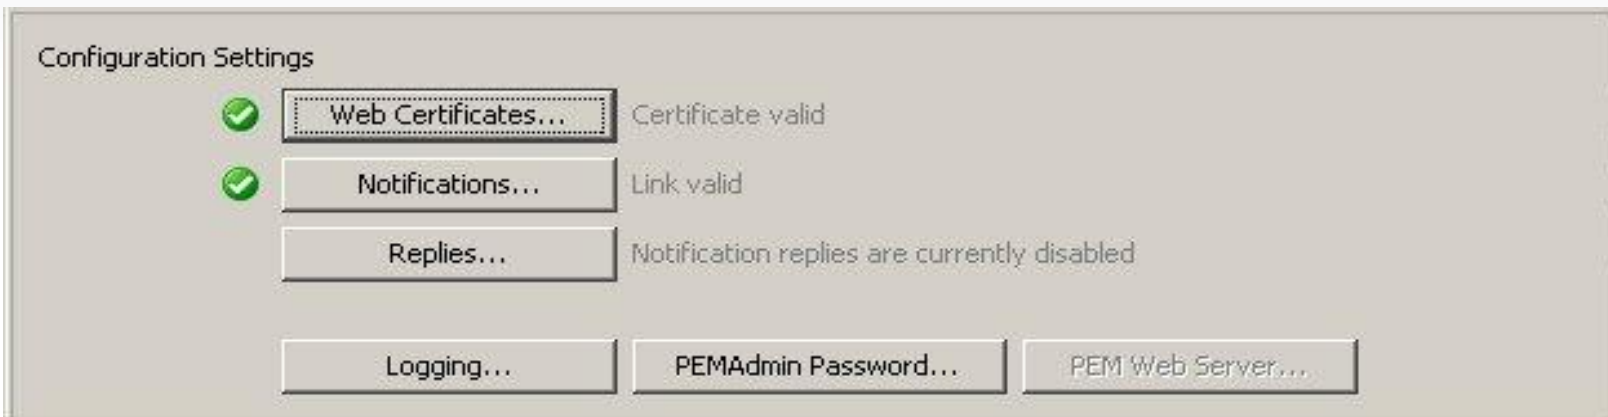 Configuration Settings
Web Certificates... Certificate valid
Notifications... Link valid
Replies... Notification replies are currently disabled
Logging... PEMAdmin Password... PEM Web Server...